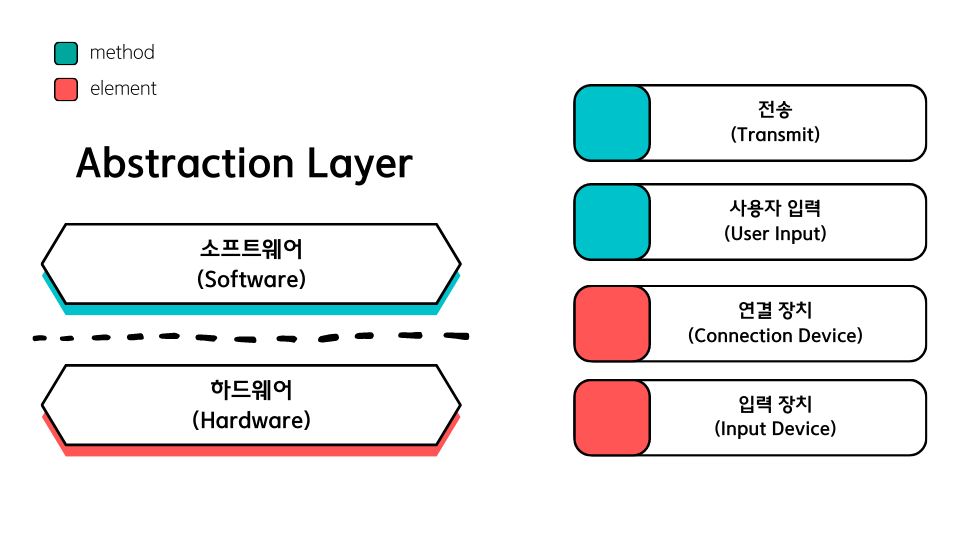 method
element
Abstraction Layer
소프트웨어
(Software)
하드웨어
(Hardware)
전송
(Transmit)
사용자 입력
(User Input)
연결 장치
(Connection Device)
입력 장치
(Input Device)